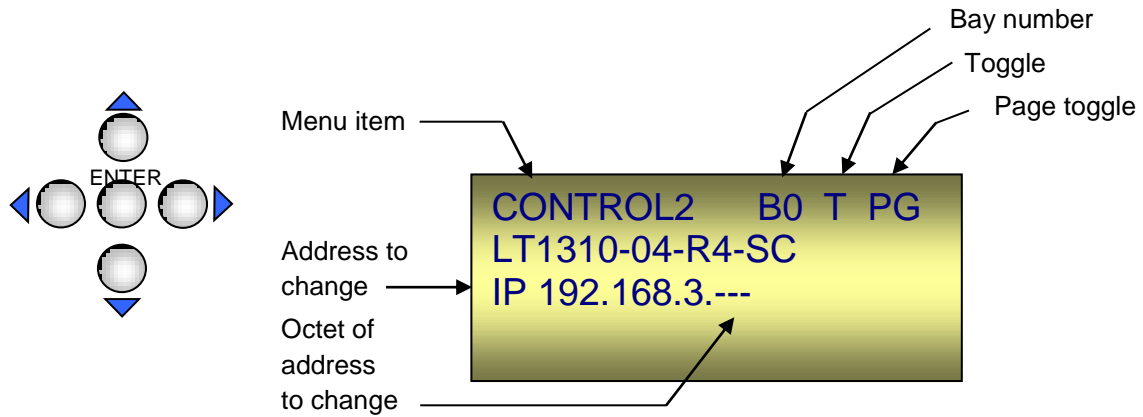 Bay number
Toggle
Page toggle
Menu item
ENTER
CONTROL2 B0 T PG
LT1310-04-R4-SC
IP 192.168.3.---
Address to
change
Octet of
address
to change